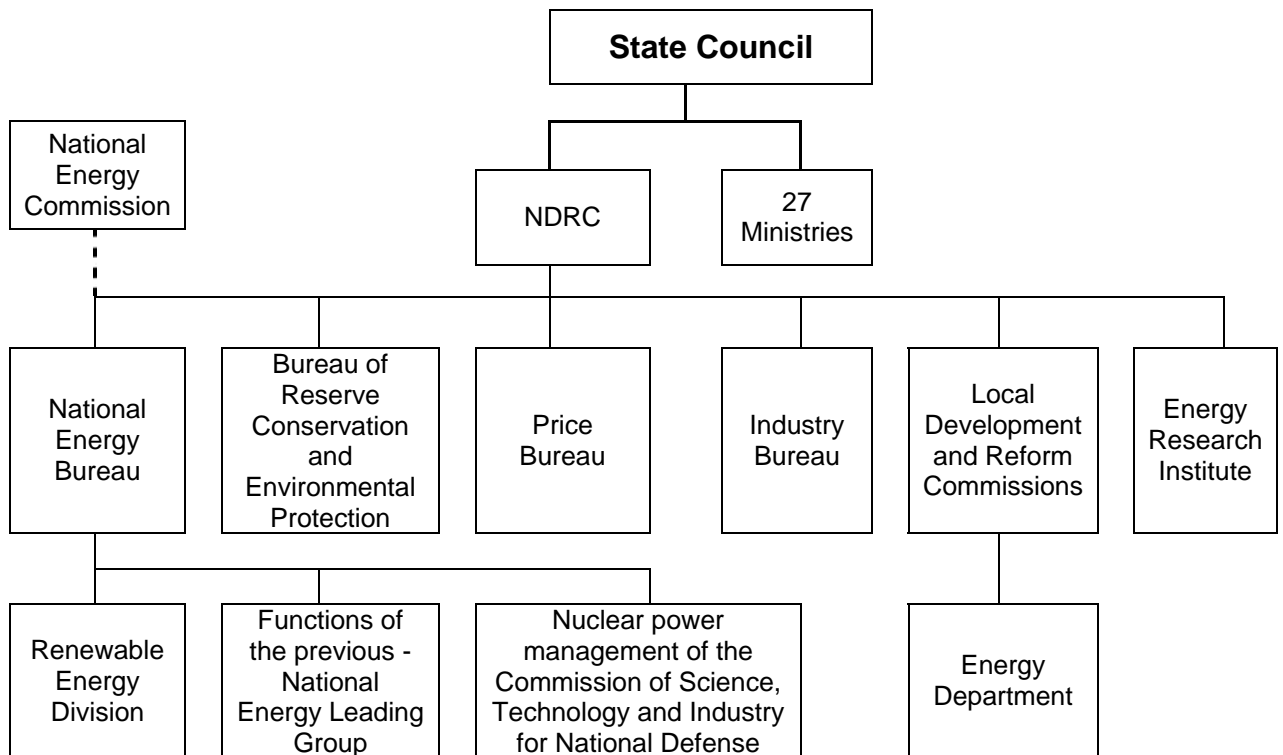 State Council
National
Energy
Commission
NDRC
27
Ministries
National
Energy
Bureau
Bureau of
Reserve
Conservation
and
Environmental
Protection
Price
Bureau
Industry
Bureau
Local
Development
and Reform
Commissions
Energy
Research
Institute
Renewable
Energy
Division
Functions of
the previous -
National
Energy Leading
Group
Nuclear power
management of the
Commission of Science,
Technology and Industry
for National Defense
Energy
Department